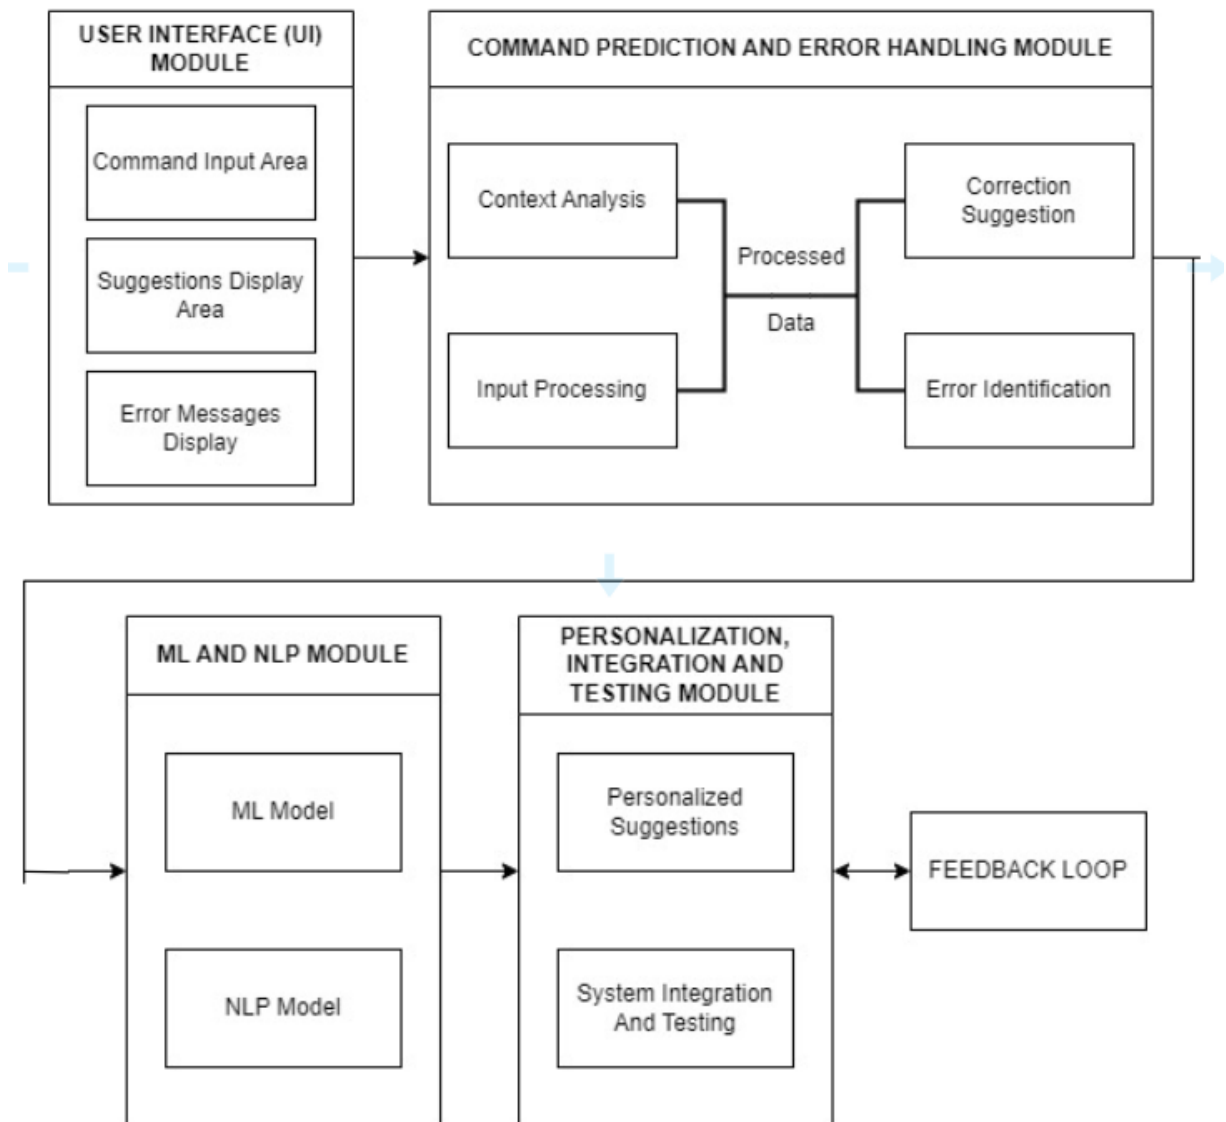 USER INTERFACE (UI)
MODULE
Command Input Area
Suggestions Display
Area
Error Messages
Display
COMMAND PREDICTION AND ERROR HANDLING MODULE
Context Analysis
Input Processing
Processed
Data
Correction
Suggestion
Error Identification
ML AND NLP MODULE
ML Model
NLP Model
PERSONALIZATION,
INTEGRATION AND
TESTING MODULE
Personalized
Suggestions
System Integration
And Testing
FEEDBACK LOOP